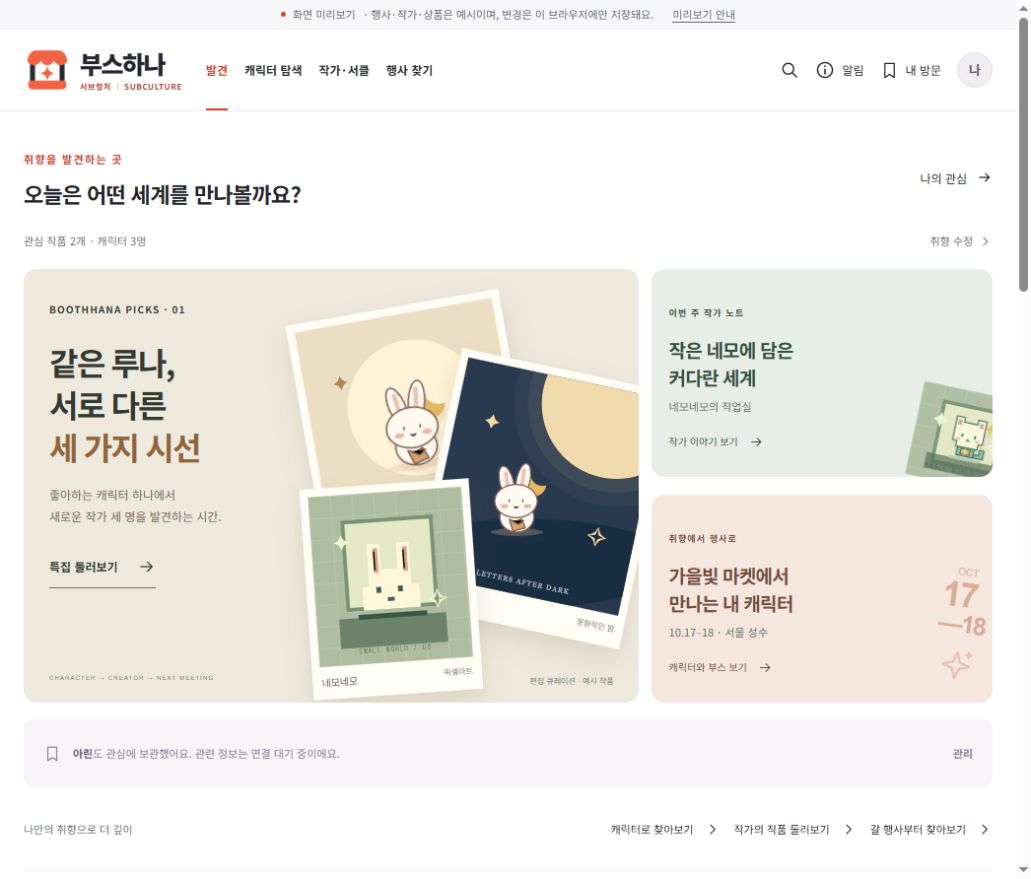 화면 미리보기 · 행사·작가·상품은 예시이며, 변경은 이 브라우저에만 저장돼요. 미리보기 안내
부스하나
서브컬처 | SUBCULTURE
발견 캐릭터 탐색 작가·서클 행사 찾기
알림 내 방문 나
취향을 발견하는 곳
오늘은 어떤 세계를 만나볼까요?
나의 관심 →
관심 작품 2개 · 캐릭터 3명
취향 수정
BOOTHHANA PICKS · 01
같은 루나,
서로 다른
세 가지 시선
좋아하는 캐릭터 하나에서
새로운 작가 세 명을 발견하는 시간.
특집 둘러보기 →
CHARACTER → CREATOR → NEXT MEETING
LETTERS AFTER DARK
몽환적인 밤
SMALL WORLD / 08
네모네모
픽셀아트
편집 큐레이션 · 예시 작품
이번 주 작가 노트
작은 네모에 담은
커다란 세계
네모네모의 작업실
작가 이야기 보기 →
취향에서 행사로
가을빛 마켓에서
만나는 내 캐릭터
10.17–18 · 서울 성수
캐릭터와 부스 보기 →
OCT
17
—18
아린도 관심에 보관했어요. 관련 정보는 연결 대기 중이에요.
관리
나만의 취향으로 더 깊이
캐릭터로 찾아보기 작가의 작품 둘러보기 갈 행사부터 찾아보기